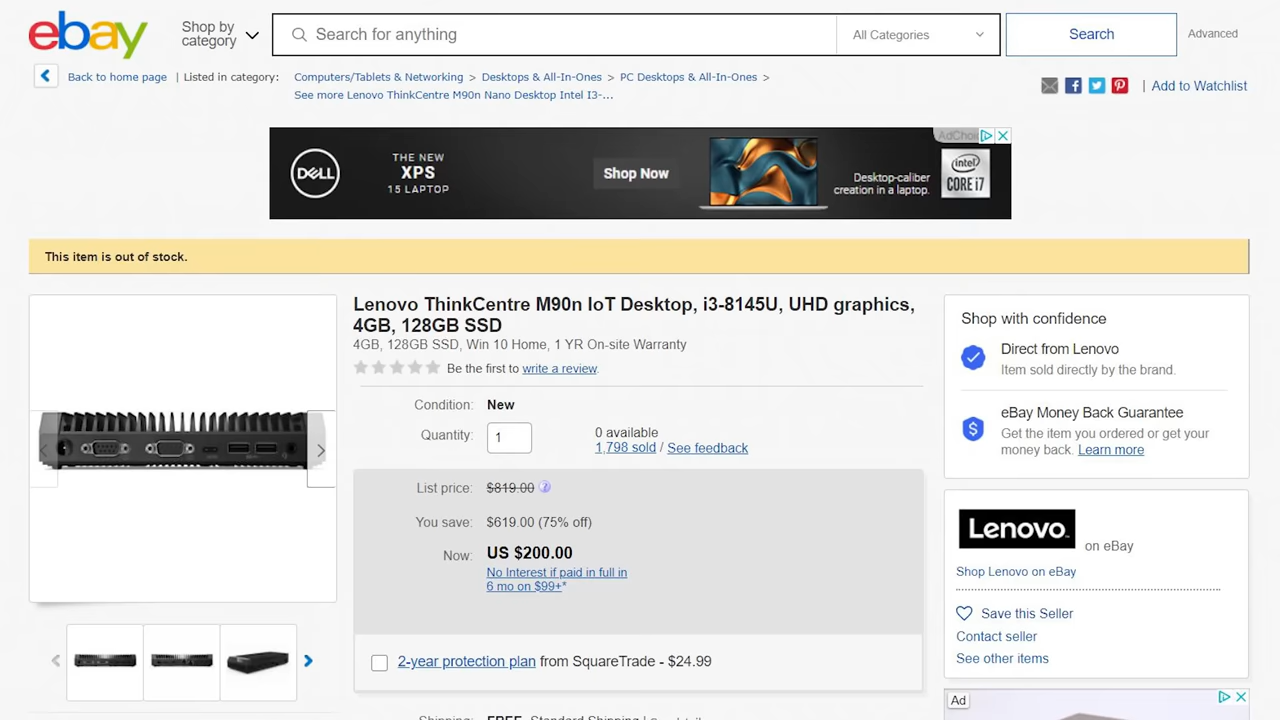 ebay
Shop by
category
Search for anything
All Categories
Search
Advanced
Back to home page | Listed in category:
Computers/Tablets & Networking > Desktops & All-In-Ones > PC Desktops & All-In-Ones >
See more Lenovo ThinkCentre M90n Nano Desktop Intel I3-...
| Add to Watchlist
AdChoi
DELL
THE NEW
XPS
15 LAPTOP
Shop Now
Desktop-caliber
creation in a laptop.
intel
CORE i7
This item is out of stock.
Lenovo ThinkCentre M90n IoT Desktop, i3-8145U, UHD graphics,
4GB, 128GB SSD
4GB, 128GB SSD, Win 10 Home, 1 YR On-site Warranty
Be the first to write a review.
Condition: New
Quantity: 1
0 available
1,798 sold / See feedback
List price: $819.00 ?
You save: $619.00 (75% off)
Now: US $200.00
No Interest if paid in full in
6 mo on $99+*
2-year protection plan from SquareTrade - $24.99
Shipping: FREE Standard Shipping |
Shop with confidence
Direct from Lenovo
Item sold directly by the brand.
eBay Money Back Guarantee
Get the item you ordered or get your
money back. Learn more
Lenovo
on eBay
Shop Lenovo on eBay
Save this Seller
Contact seller
See other items
Ad